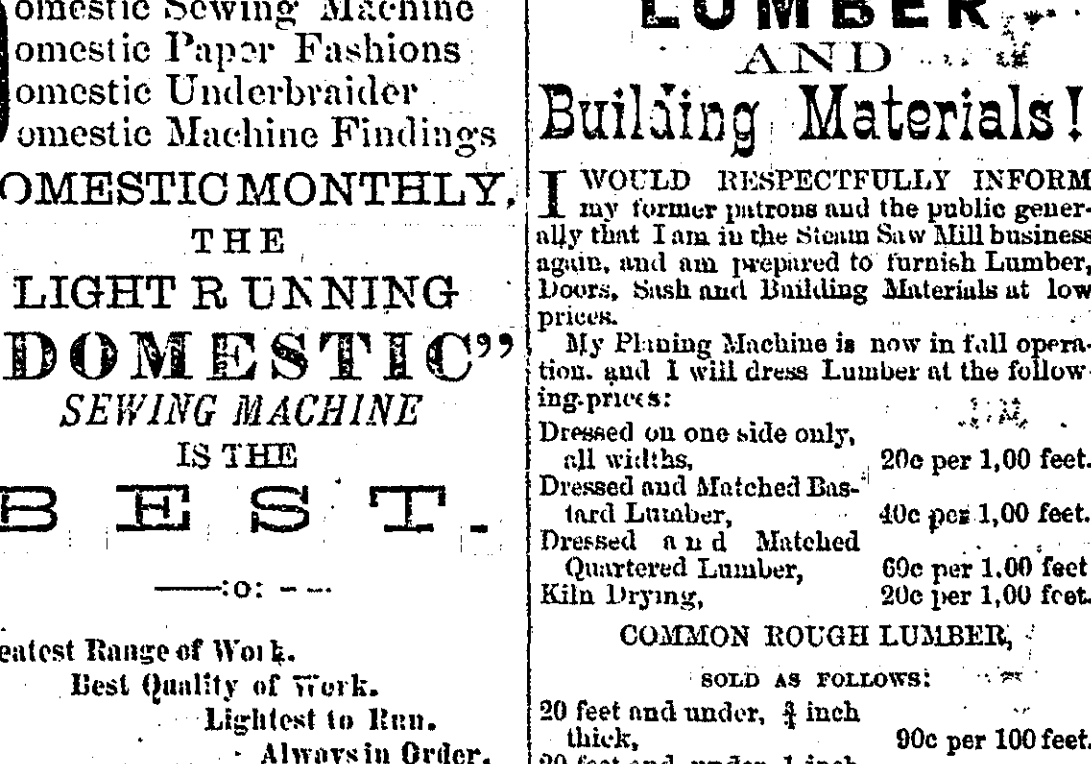 omestic Sewing Machine
omestic Paper Fashions
omestic Underbraider
omestic Machine Findings
OMESTIC MONTHLY.
THE
LIGHT RUNNING
DOMESTIC”
SEWING MACHINE
IS THE
BEST.
——:o:— —
eatest Range of Work.
Best Quality of Work.
Lightest to Run.
Always in Order.
LUMBER
AND
Building Materials!
I WOULD RESPECTFULLY INFORM
my former patrons and the public gener-
ally that I am in the Steam Saw Mill business
again, and am prepared to furnish Lumber,
Doors, Sash and Building Materials at low
prices.
My Planing Machine is now in full opera-
tion. and I will dress Lumber at the follow-
ing prices:
Dressed on one side only,
all widths, 20c per 1,00 feet.
Dressed and Matched Bas-
tard Lumber, 40c per 1,00 feet.
Dressed and Matched
Quartered Lumber, 60c per 1.00 feet
Kiln Drying, 20c per 1,00 feet.
COMMON ROUGH LUMBER,
SOLD AS FOLLOWS:
20 feet and under, ¾ inch
thick, 90c per 100 feet.
20 feet and under 1 inch